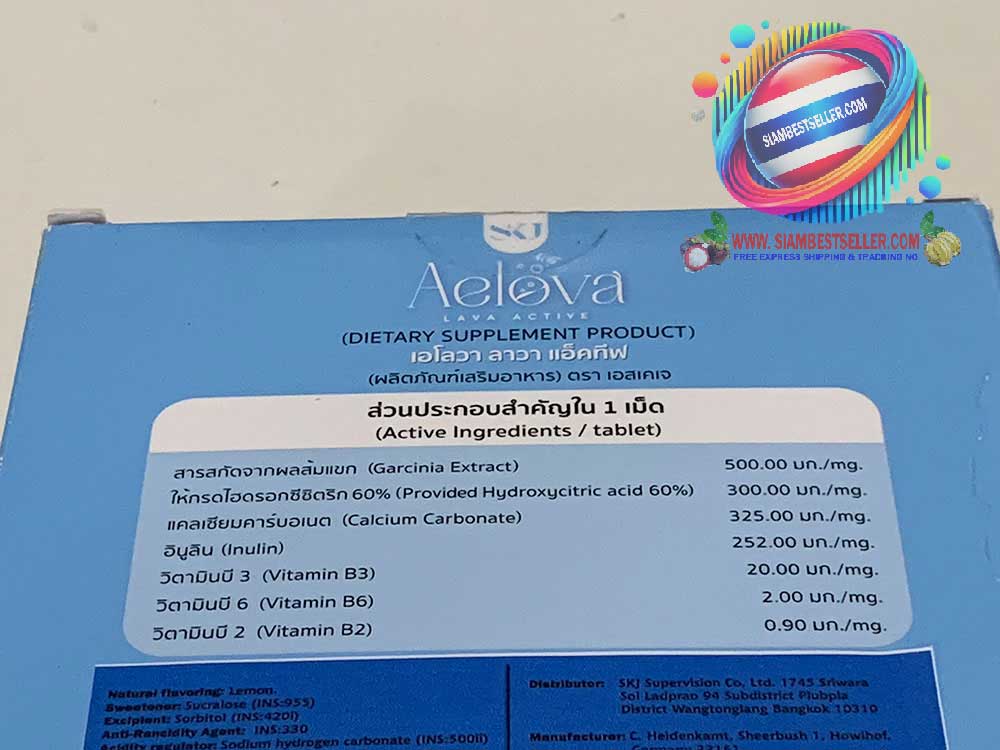 SIAMBESTSELLER.COM
WWW. SIAMBESTSELLER.COM
FREE EXPRESS SHIPPING & TRACKING NO
SKJ
Aelova
LAVA ACTIVE
(DIETARY SUPPLEMENT PRODUCT)
เอโลวา ลาวา แอ็คทีฟ
(ผลิตภัณฑ์เสริมอาหาร) ตรา เอสเคเจ
ส่วนประกอบสำคัญใน 1 เม็ด
(Active Ingredients / tablet)
สารสกัดจากผลส้มแขก (Garcinia Extract) 500.00 มก./mg.
ให้กรดไฮดรอกซีซิตริก 60% (Provided Hydroxycitric acid 60%) 300.00 มก./mg.
แคลเซียมคาร์บอเนต (Calcium Carbonate) 325.00 มก./mg.
อินูลิน (Inulin) 252.00 มก./mg.
วิตามินบี 3 (Vitamin B3) 20.00 มก./mg.
วิตามินบี 6 (Vitamin B6) 2.00 มก./mg.
วิตามินบี 2 (Vitamin B2) 0.90 มก./mg.
Natural flavoring: Lemon.
Sweetener: Sucralose (INS:955)
Excipient: Sorbitol (INS:420i)
Anti-Rancidity Agent: INS:330
Acidity regulator: Sodium hydrogen carbonate (INS:500ii)
Distributor: SKJ Supervision Co, Ltd. 1745 Sriwara
Soi Ladprao 94 Subdistrict Plubpla
District Wangtonglang Bangkok 10310
Manufacturer: C. Heidenkamt, Sheerbush 1, Howihof,